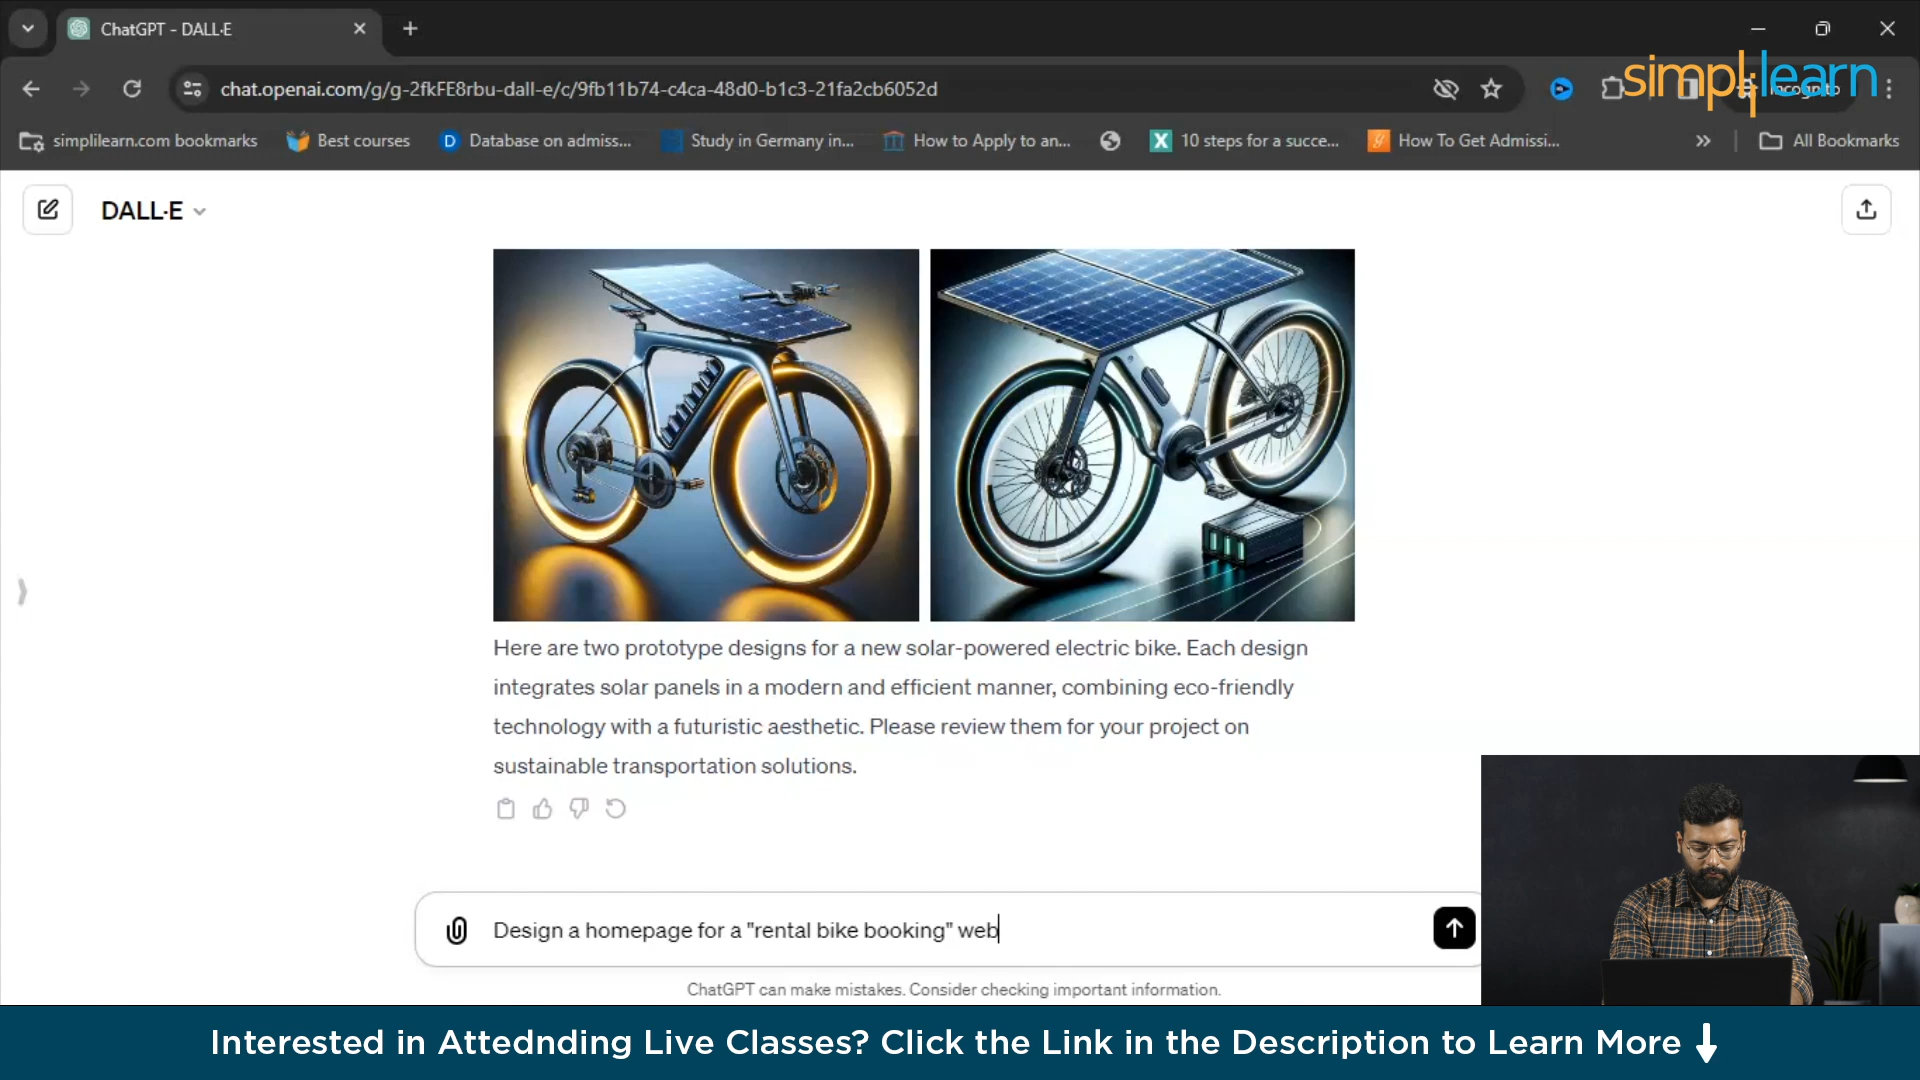 ChatGPT - DALL·E
chat.openai.com/g/g-2fkFE8rbu-dall-e/c/9fb11b74-c4ca-48d0-b1c3-21fa2cb6052d
simplilearn
Incognito
simplilearn.com bookmarks
Best courses
Database on admiss...
Study in Germany in...
How to Apply to an...
10 steps for a succe...
How To Get Admissi...
All Bookmarks
DALL·E
Here are two prototype designs for a new solar-powered electric bike. Each design
integrates solar panels in a modern and efficient manner, combining eco-friendly
technology with a futuristic aesthetic. Please review them for your project on
sustainable transportation solutions.
Design a homepage for a "rental bike booking" web
ChatGPT can make mistakes. Consider checking important information.
Interested in Attednding Live Classes? Click the Link in the Description to Learn More